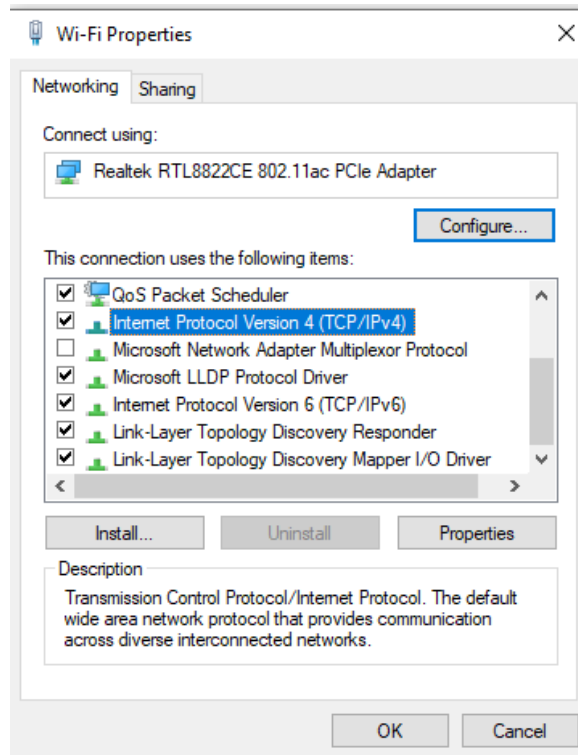 Wi-Fi Properties
Networking
Sharing
Connect using:
Realtek RTL8822CE 802.11ac PCIe Adapter
Configure...
This connection uses the following items:
QoS Packet Scheduler
Internet Protocol Version 4 (TCP/IPv4)
Microsoft Network Adapter Multiplexor Protocol
Microsoft LLDP Protocol Driver
Internet Protocol Version 6 (TCP/IPv6)
Link-Layer Topology Discovery Responder
Link-Layer Topology Discovery Mapper I/O Driver
Install...
Uninstall
Properties
Description
Transmission Control Protocol/Internet Protocol. The default
wide area network protocol that provides communication
across diverse interconnected networks.
OK
Cancel